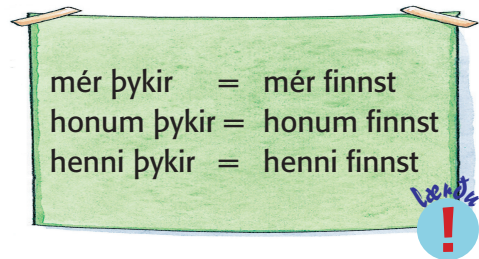 mér þykir = mér finnst
honum þykir = honum finnst
henni þykir = henni finnst
lærðu
!